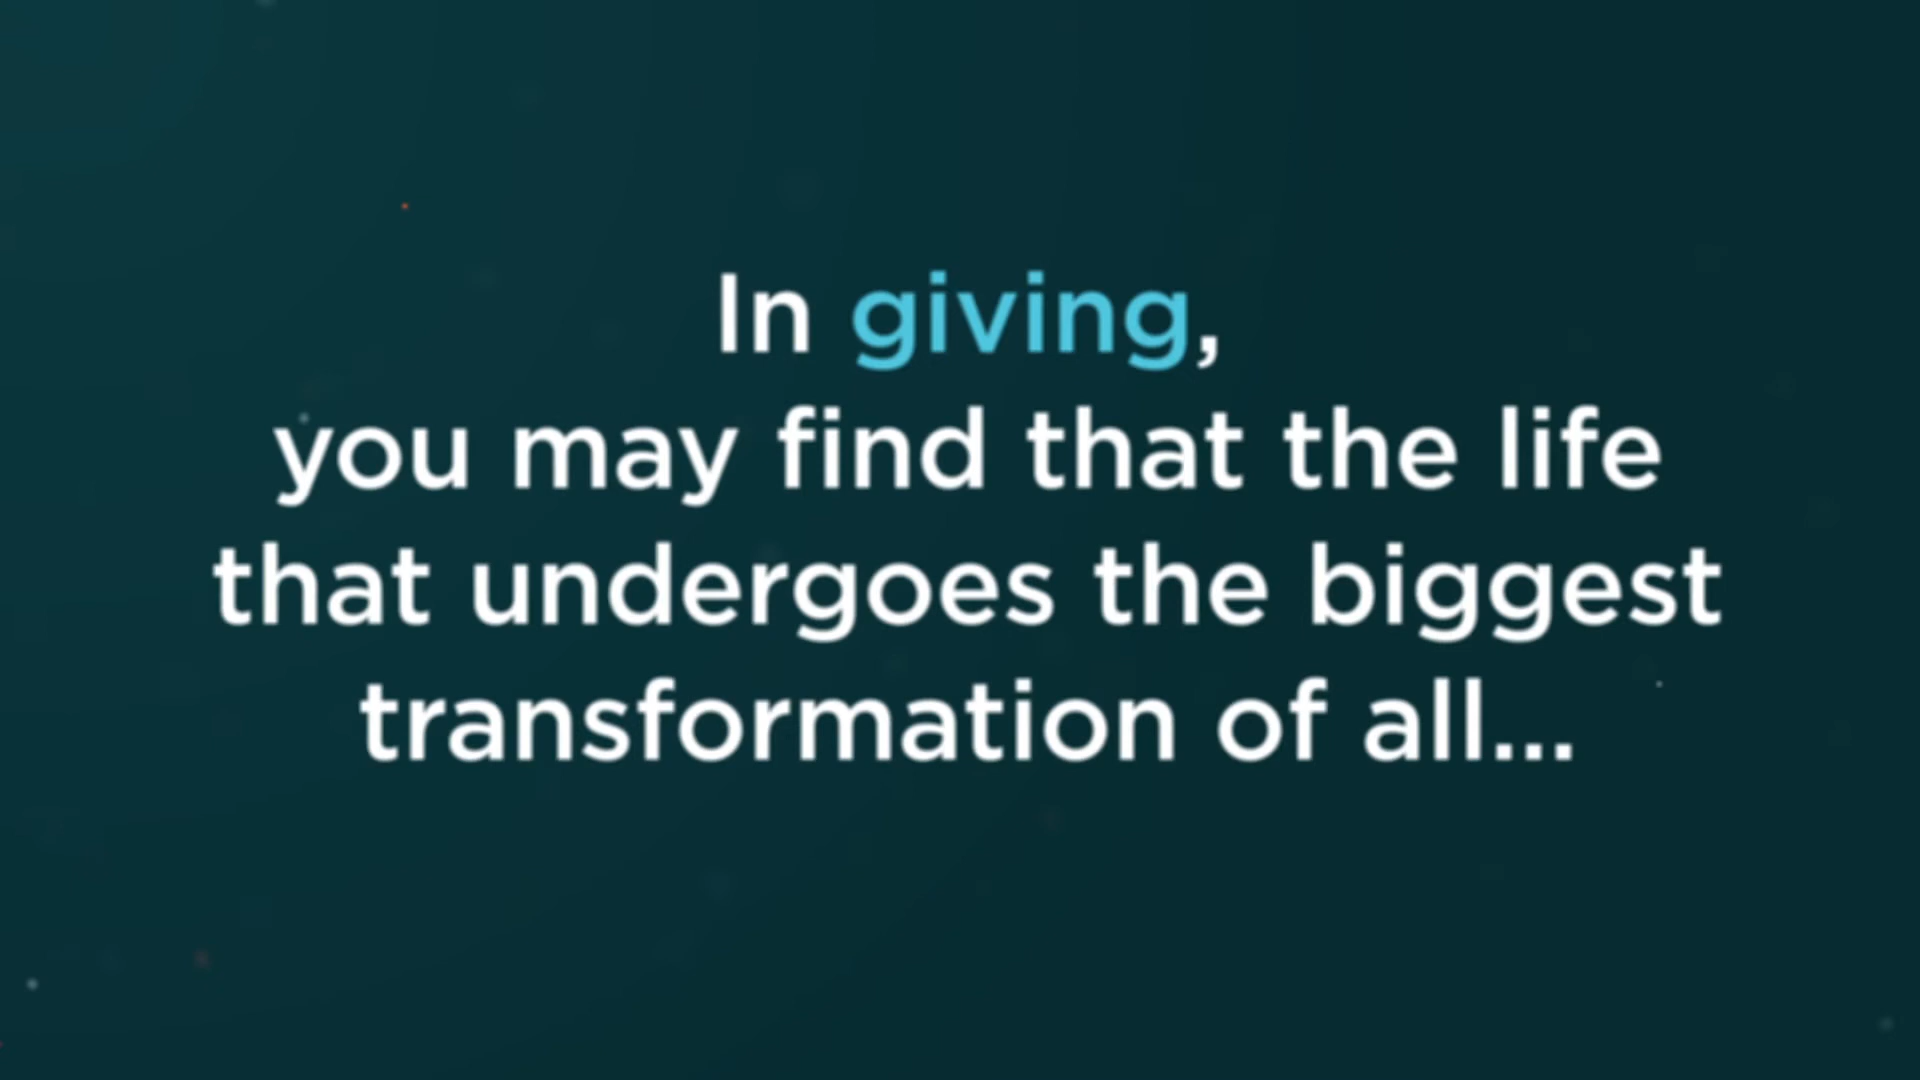 In giving,
you may find that the life
that undergoes the biggest
transformation of all...